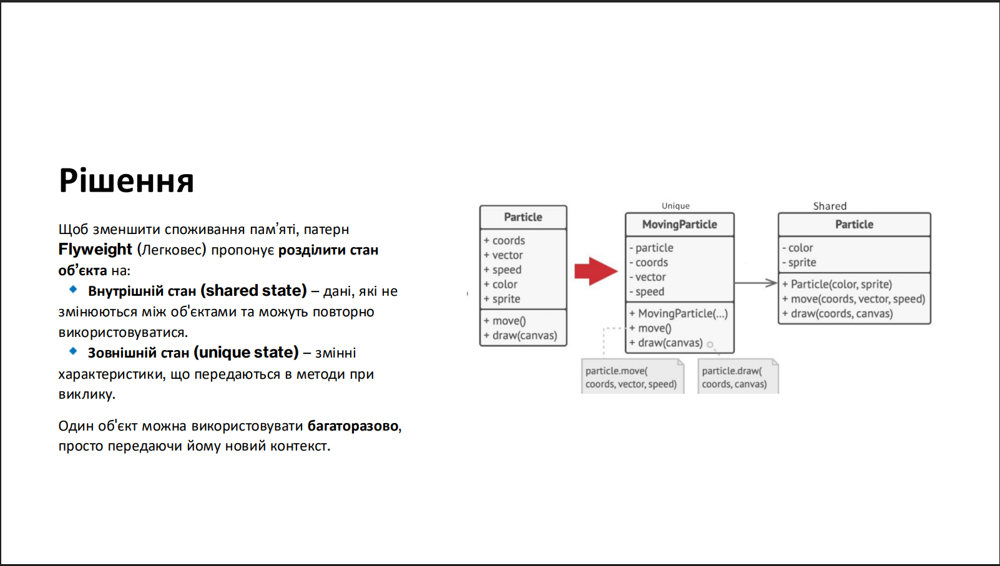 Рішення
Щоб зменшити споживання пам’яті, патерн
Flyweight (Легковес) пропонує розділити стан
об’єкта на:
Внутрішній стан (shared state) – дані, які не
змінюються між об'єктами та можуть повторно
використовуватися.
Зовнішній стан (unique state) – змінні
характеристики, що передаються в методи при
виклику.
Один об'єкт можна використовувати багаторазово,
просто передаючи йому новий контекст.
Particle
+ coords
+ vector
+ speed
+ color
+ sprite
+ move()
+ draw(canvas)
Unique
MovingParticle
- particle
- coords
- vector
- speed
+ MovingParticle(...)
+ move()
+ draw(canvas)
particle.move(
coords, vector, speed)
particle.draw(
coords, canvas)
Shared
Particle
- color
- sprite
+ Particle(color, sprite)
+ move(coords, vector, speed)
+ draw(coords, canvas)